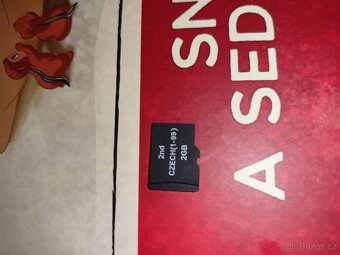 SN
A SED
2nd
CZECH(1-99)
2GB
© Bazos.cz